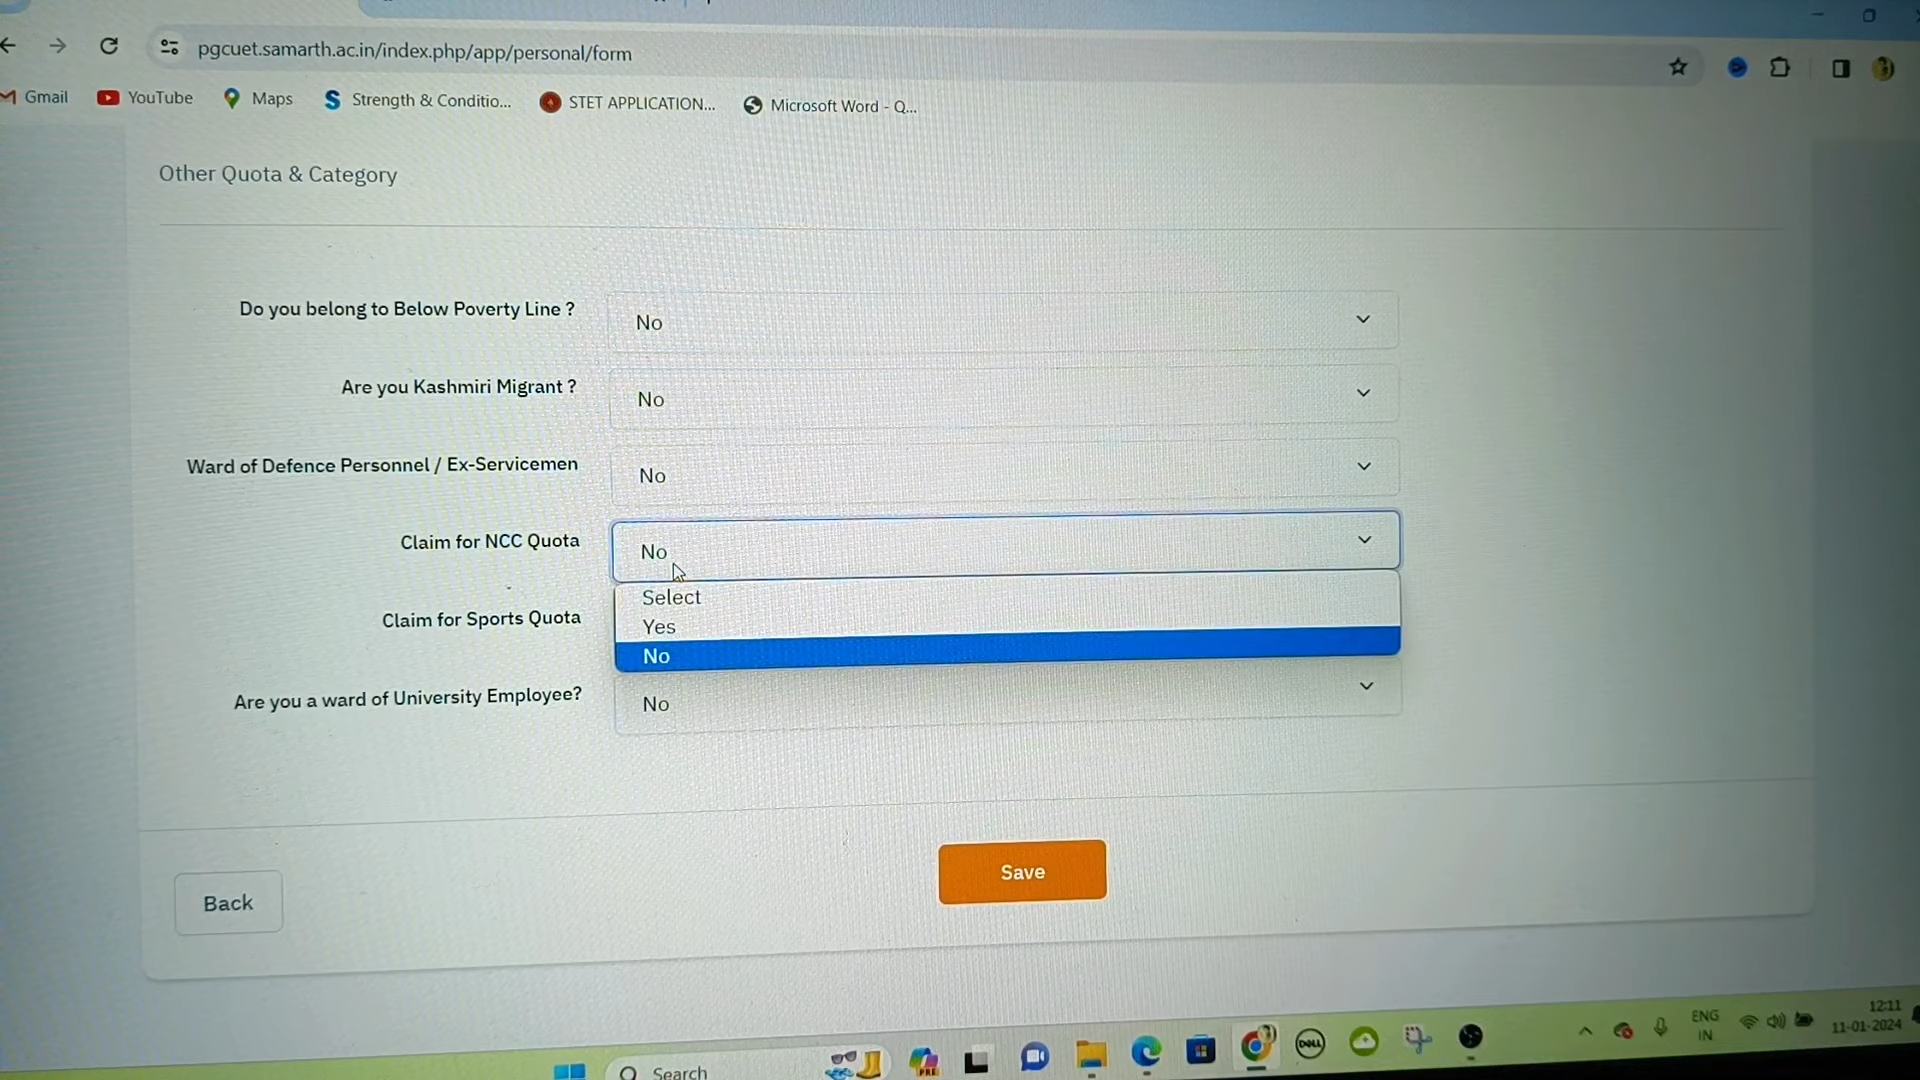 pgcuet.samarth.ac.in/index.php/app/personal/form
Gmail YouTube Maps Strength & Conditio... STET APPLICATION... Microsoft Word - Q...
Other Quota & Category
Do you belong to Below Poverty Line ? No
Are you Kashmiri Migrant ? No
Ward of Defence Personnel / Ex-Servicemen No
Claim for NCC Quota No
Select
Claim for Sports Quota Yes
No
Are you a ward of University Employee? No
Save
Back
Search PRE DELL ENG IN 12:11 11-01-2024